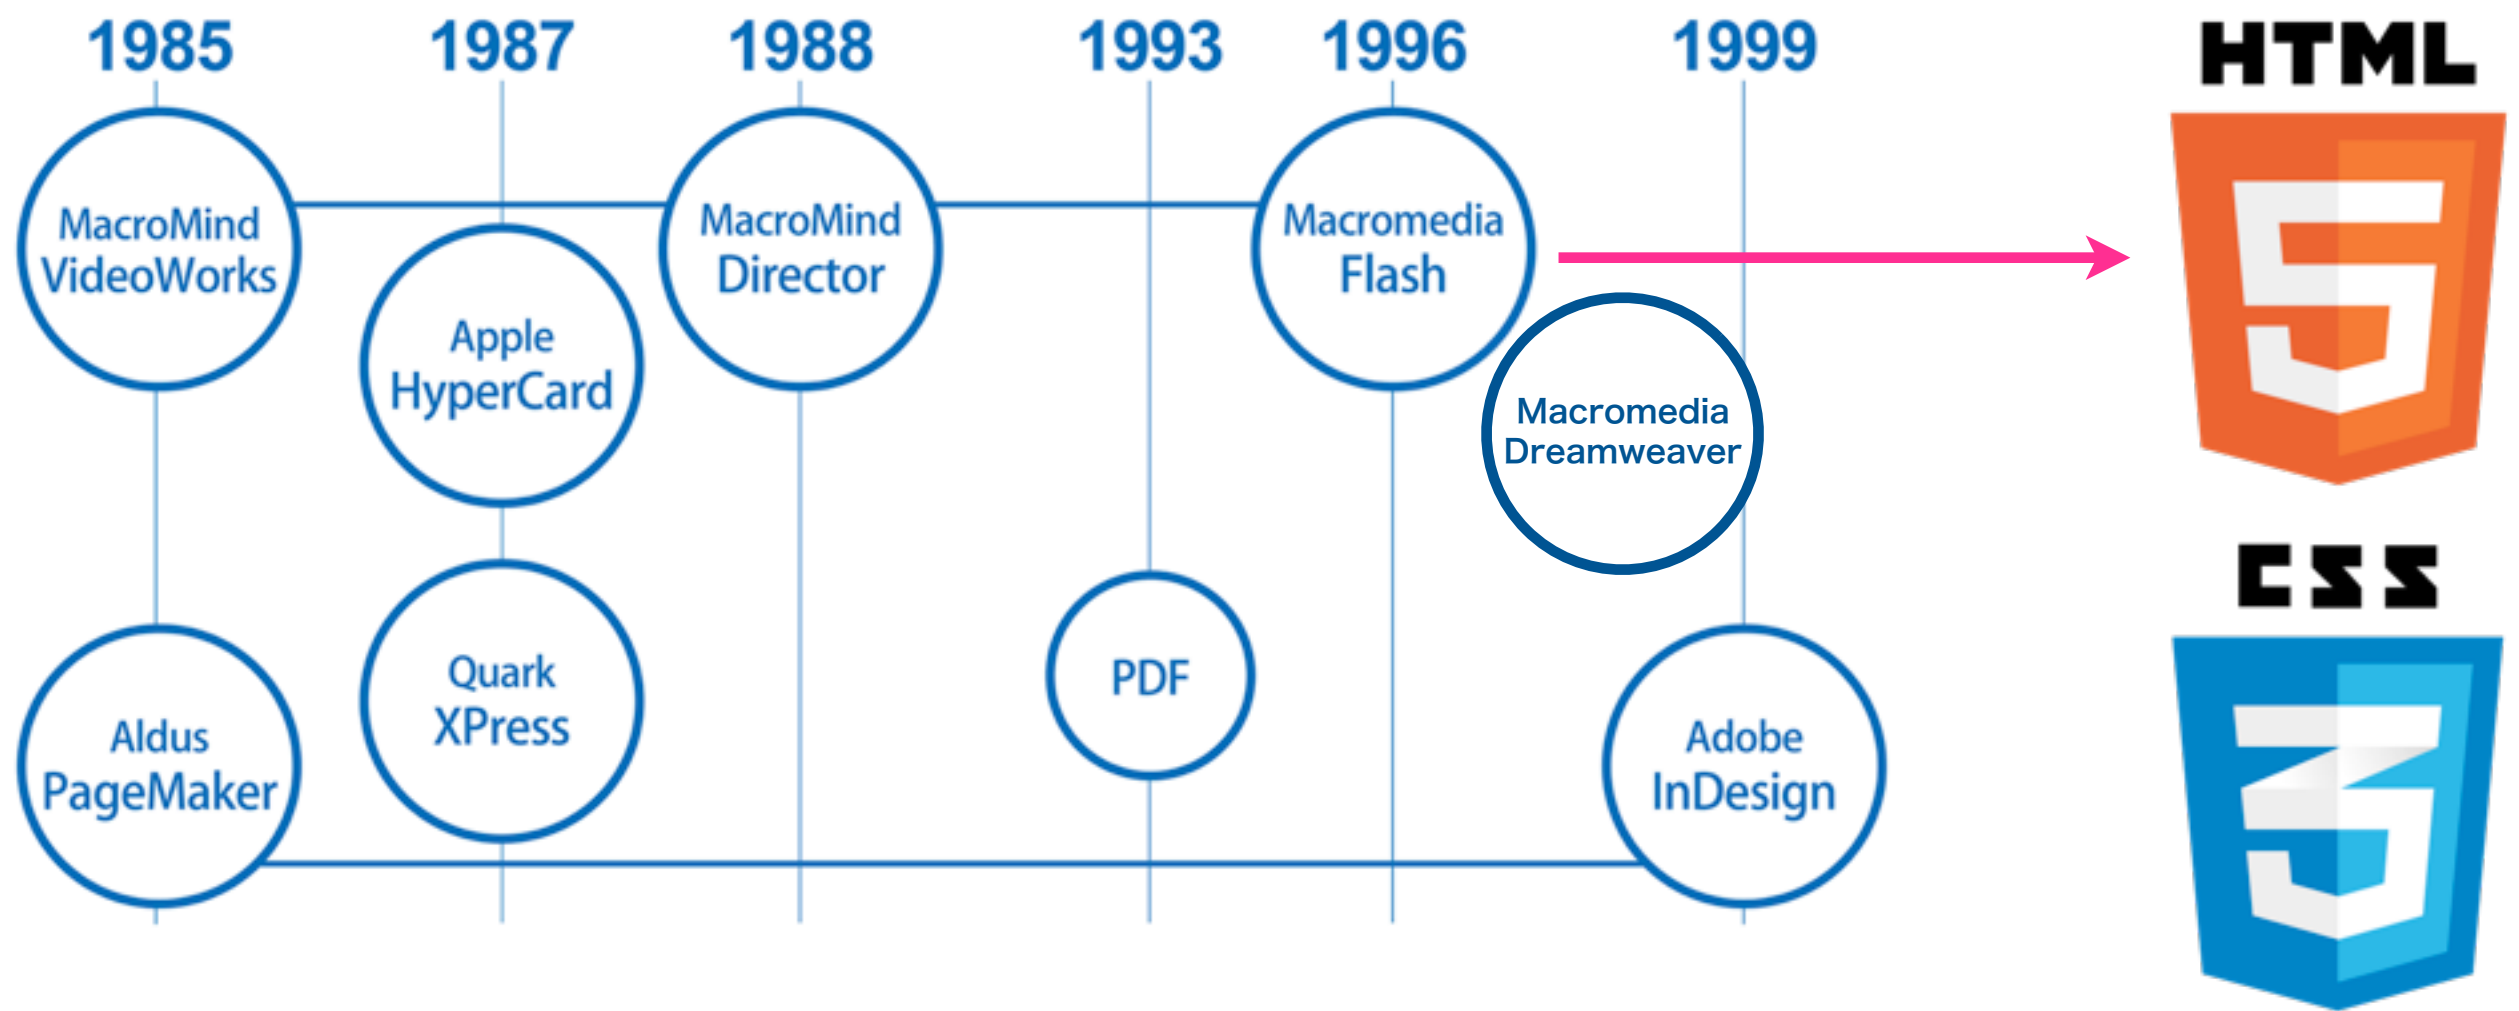 1985
1987
1988
1993
1996
1999
HTML
5
MacroMind
VideoWorks
Apple
HyperCard
MacroMind
Director
Macromedia
Flash
Macromedia
Dreamweaver
Aldus
PageMaker
Quark
XPress
PDF
Adobe
InDesign
CSS
3